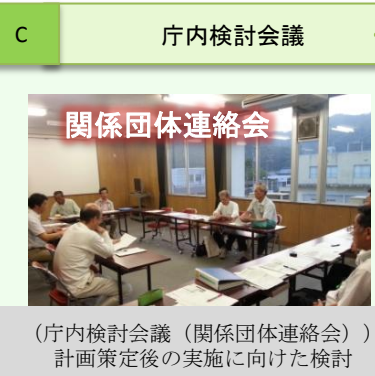 C
庁内検討会議
関係団体連絡会
（庁内検討会議（関係団体連絡会））
計画策定後の実施に向けた検討